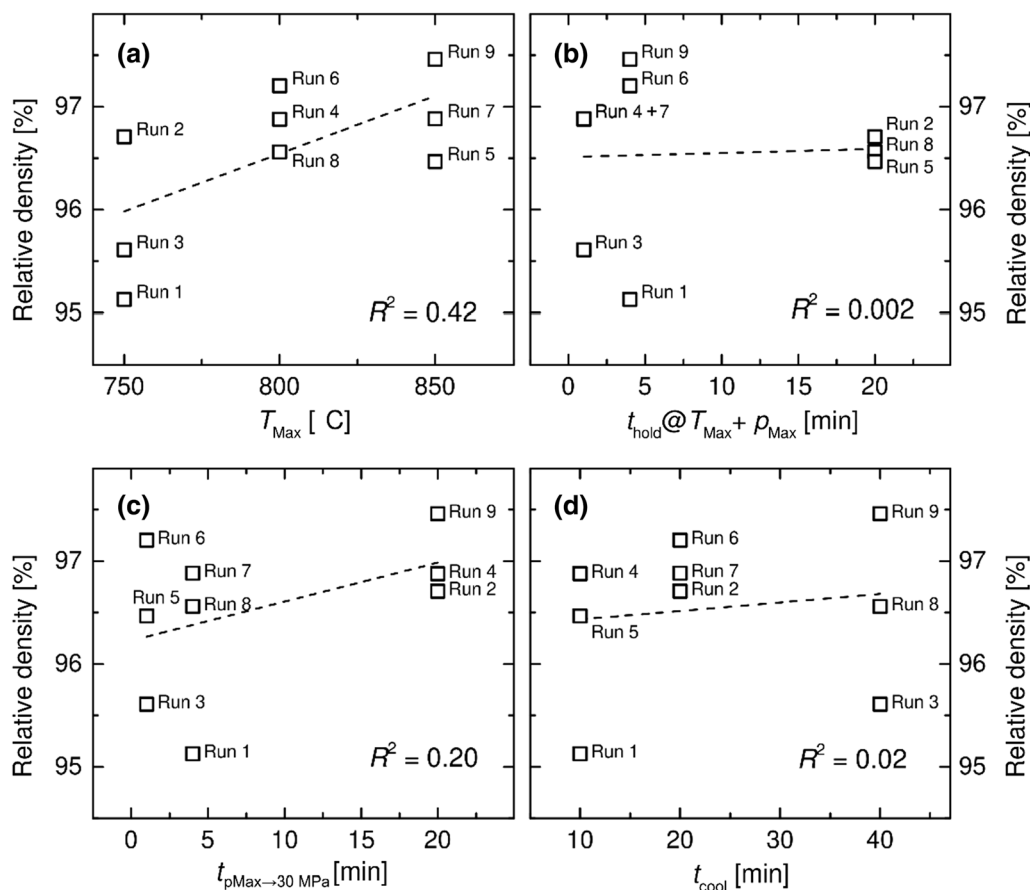 (a)
Run 9
Run 6
Run 4
Run 7
Run 2
Run 8
Run 5
Run 3
Run 1
R² = 0.42
97
96
95
Relative density [%]
750
800
850
T_Max [ C]
(b)
Run 9
Run 6
Run 4+7
Run 2
Run 8
Run 5
Run 3
Run 1
R² = 0.002
97
96
95
Relative density [%]
0
5
10
15
20
t_hold@T_Max + p_Max [min]
(c)
Run 9
Run 6
Run 7
Run 4
Run 5
Run 8
Run 2
Run 3
Run 1
R² = 0.20
97
96
95
Relative density [%]
0
5
10
15
20
t_pMax→30 MPa [min]
(d)
Run 9
Run 6
Run 4
Run 7
Run 2
Run 8
Run 5
Run 3
Run 1
R² = 0.02
97
96
95
Relative density [%]
10
20
30
40
t_cool [min]